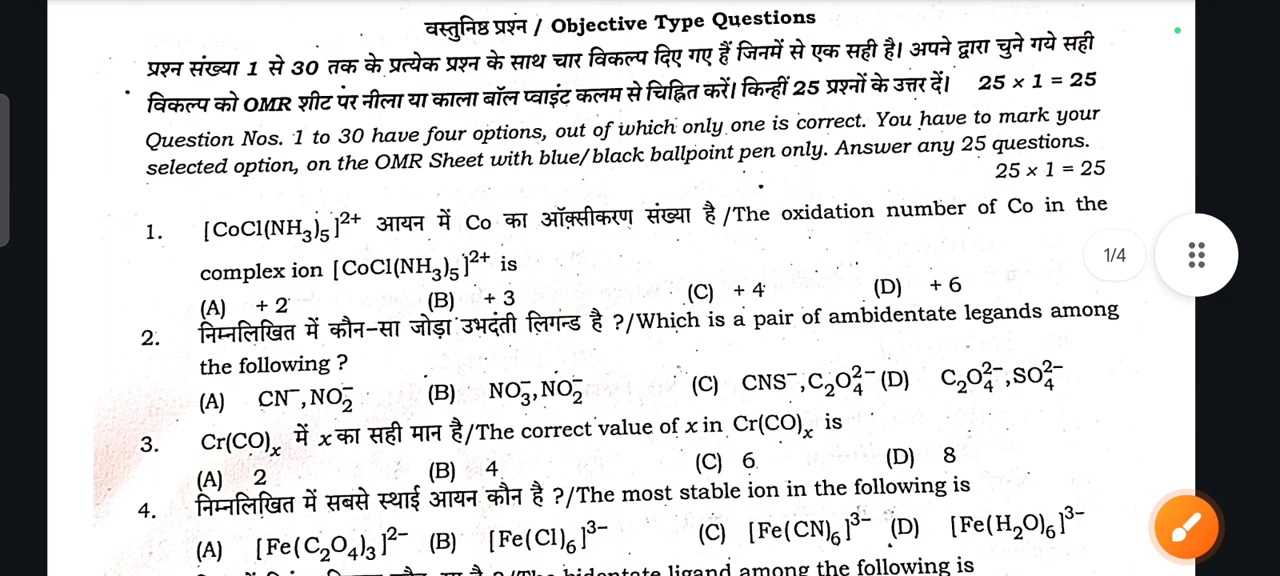 वस्तुनिष्ठ प्रश्न / Objective Type Questions
प्रश्न संख्या 1 से 30 तक के प्रत्येक प्रश्न के साथ चार विकल्प दिए गए हैं जिनमें से एक सही है। अपने द्वारा चुने गये सही
विकल्प को OMR शीट पर नीला या काला बॉल प्वाइंट कलम से चिह्नित करें। किन्हीं 25 प्रश्नों के उत्तर दें। 25 × 1 = 25
Question Nos. 1 to 30 have four options, out of which only one is correct. You have to mark your
selected option, on the OMR Sheet with blue/black ballpoint pen only. Answer any 25 questions.
25 × 1 = 25
1. [CoCl(NH₃)₅]²⁺ आयन में Co का ऑक्सीकरण संख्या है /The oxidation number of Co in the
complex ion [CoCl(NH₃)₅]²⁺ is
(A) + 2 (B) + 3 (C) + 4 (D) + 6
2. निम्नलिखित में कौन-सा जोड़ा उभदंती लिगन्ड है ?/Which is a pair of ambidentate legands among
the following ?
(A) CN⁻, NO₂⁻ (B) NO₃⁻, NO₂⁻ (C) CNS⁻, C₂O₄²⁻ (D) C₂O₄²⁻, SO₄²⁻
3. Cr(CO)ₓ में x का सही मान है/The correct value of x in Cr(CO)ₓ is
(A) 2 (B) 4 (C) 6 (D) 8
4. निम्नलिखित में सबसे स्थाई आयन कौन है ?/The most stable ion in the following is
(A) [Fe(C₂O₄)₃]²⁻ (B) [Fe(Cl)₆]³⁻ (C) [Fe(CN)₆]³⁻ (D) [Fe(H₂O)₆]³⁻
bidentate ligand among the following is
1/4